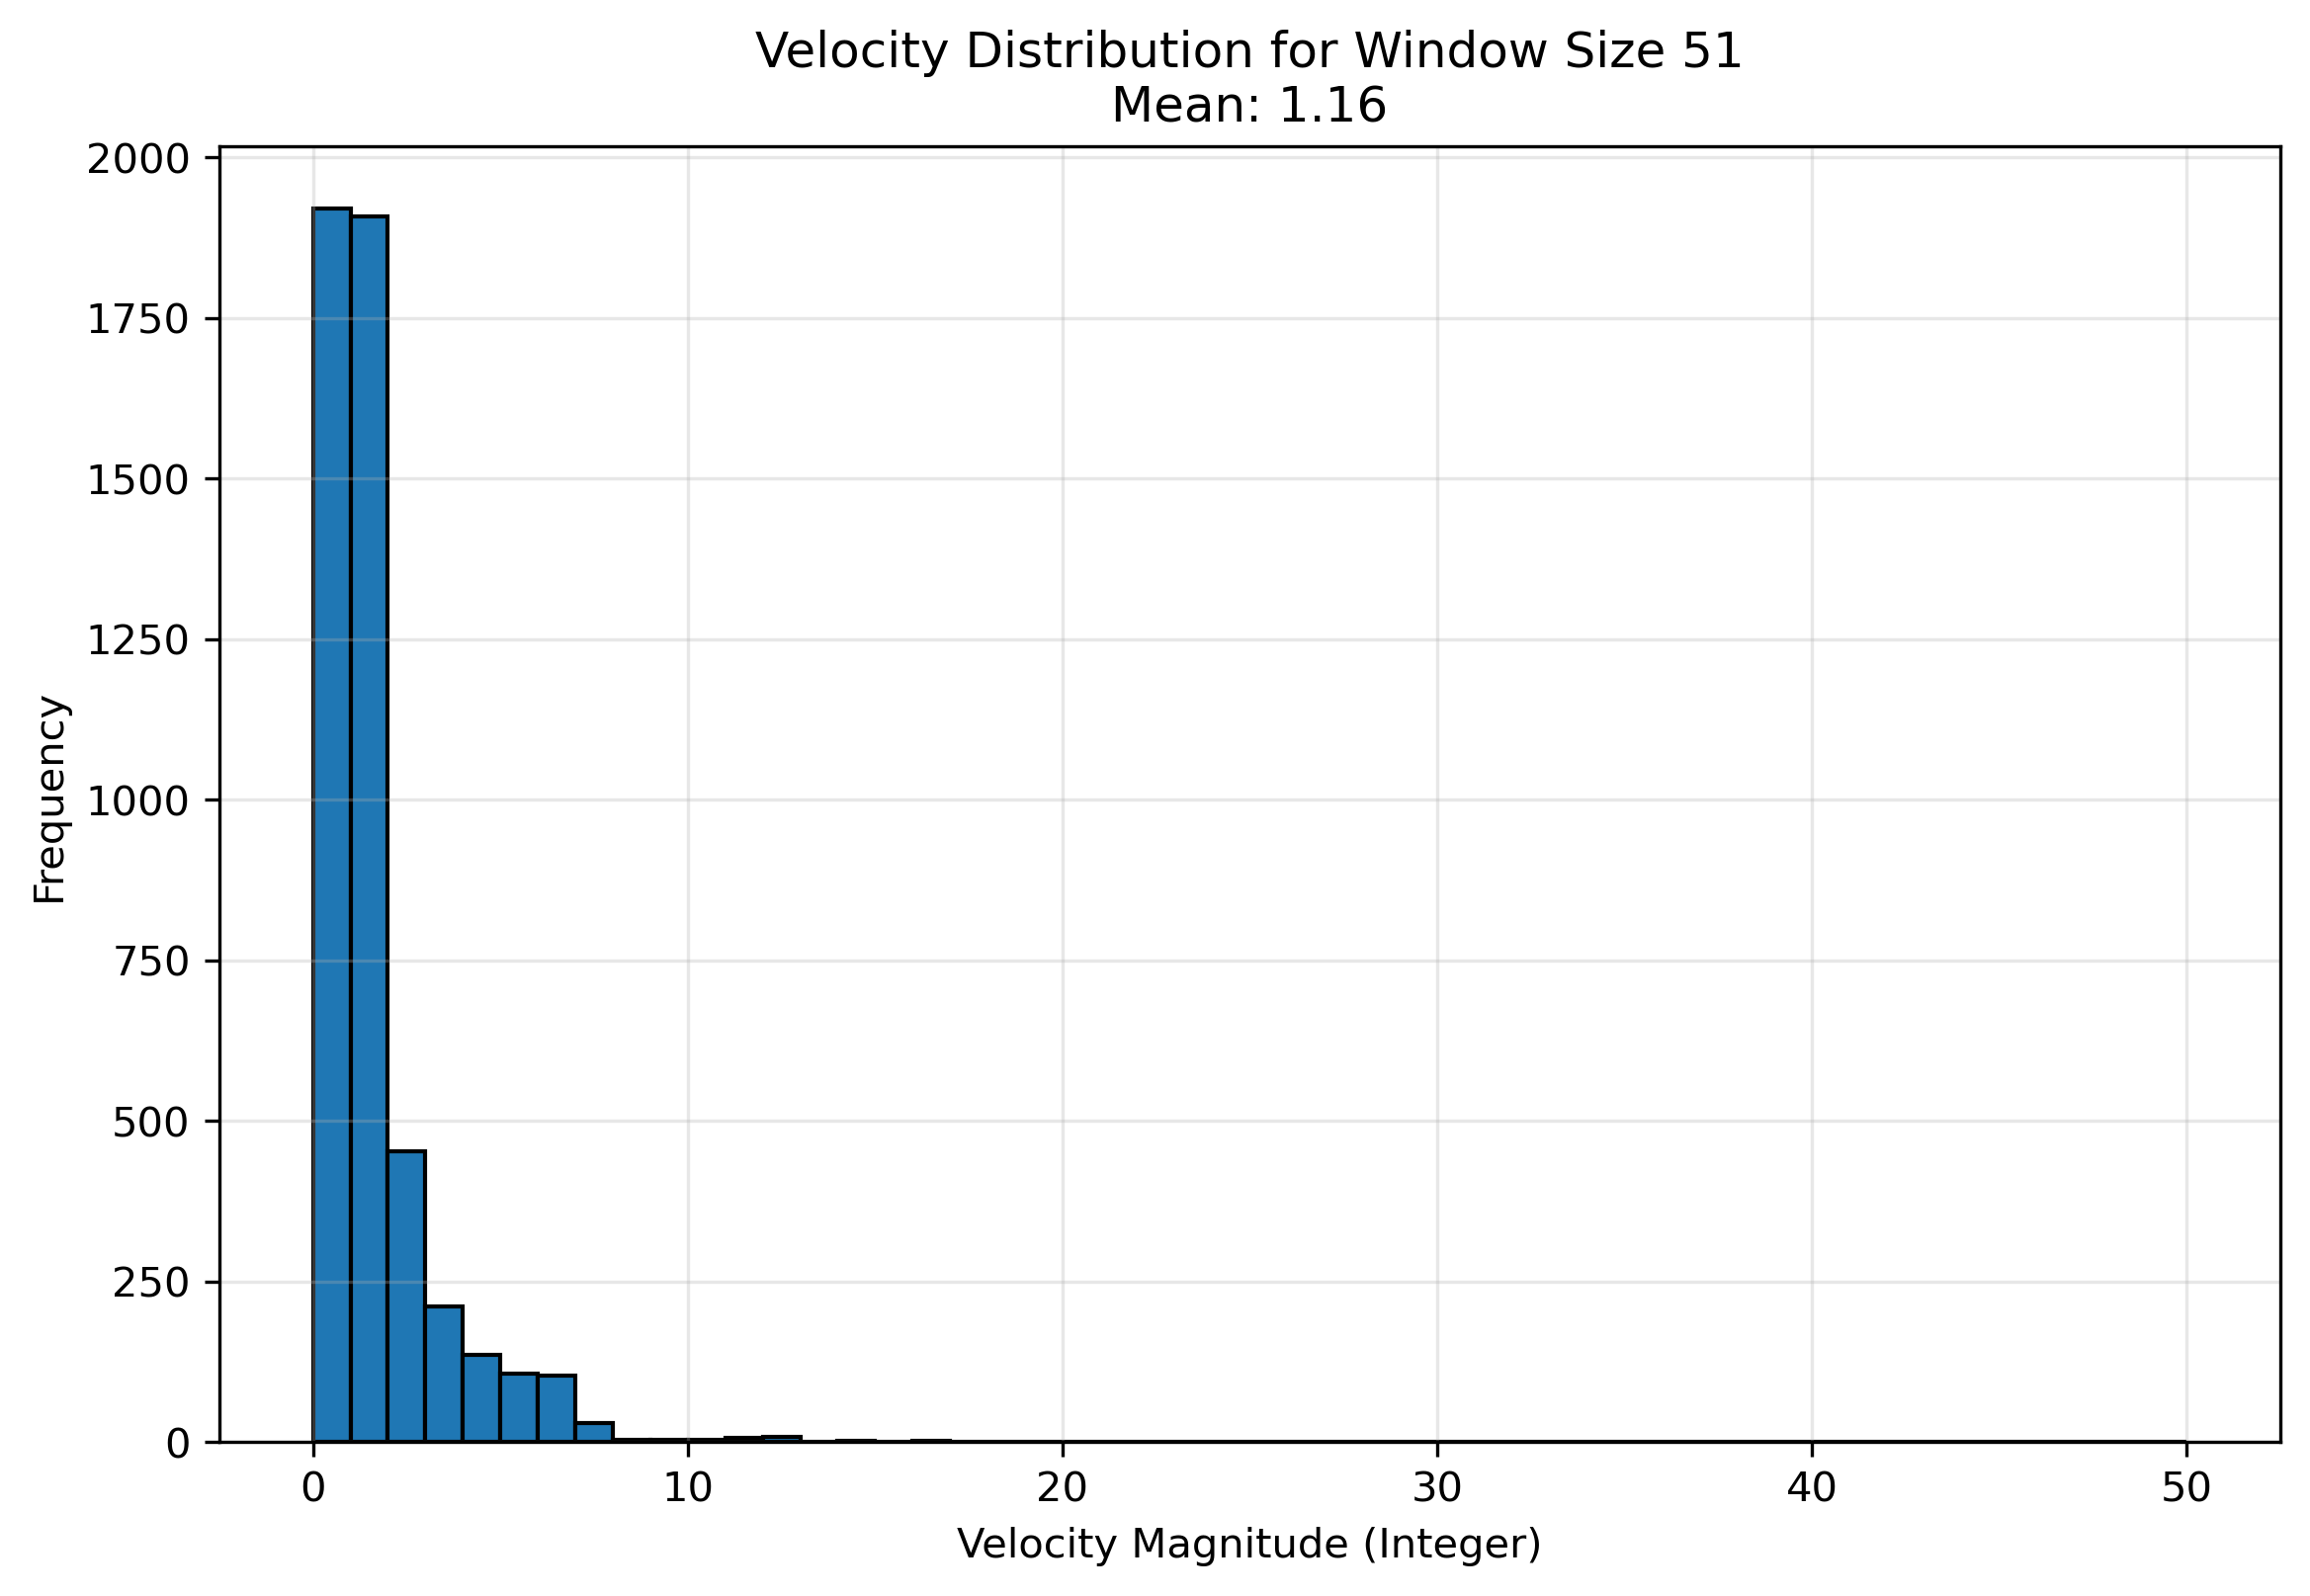 Velocity Distribution for Window Size 51
Mean: 1.16
2000
1750
1500
1250
1000
750
500
250
0
Frequency
0 10 20 30 40 50
Velocity Magnitude (Integer)